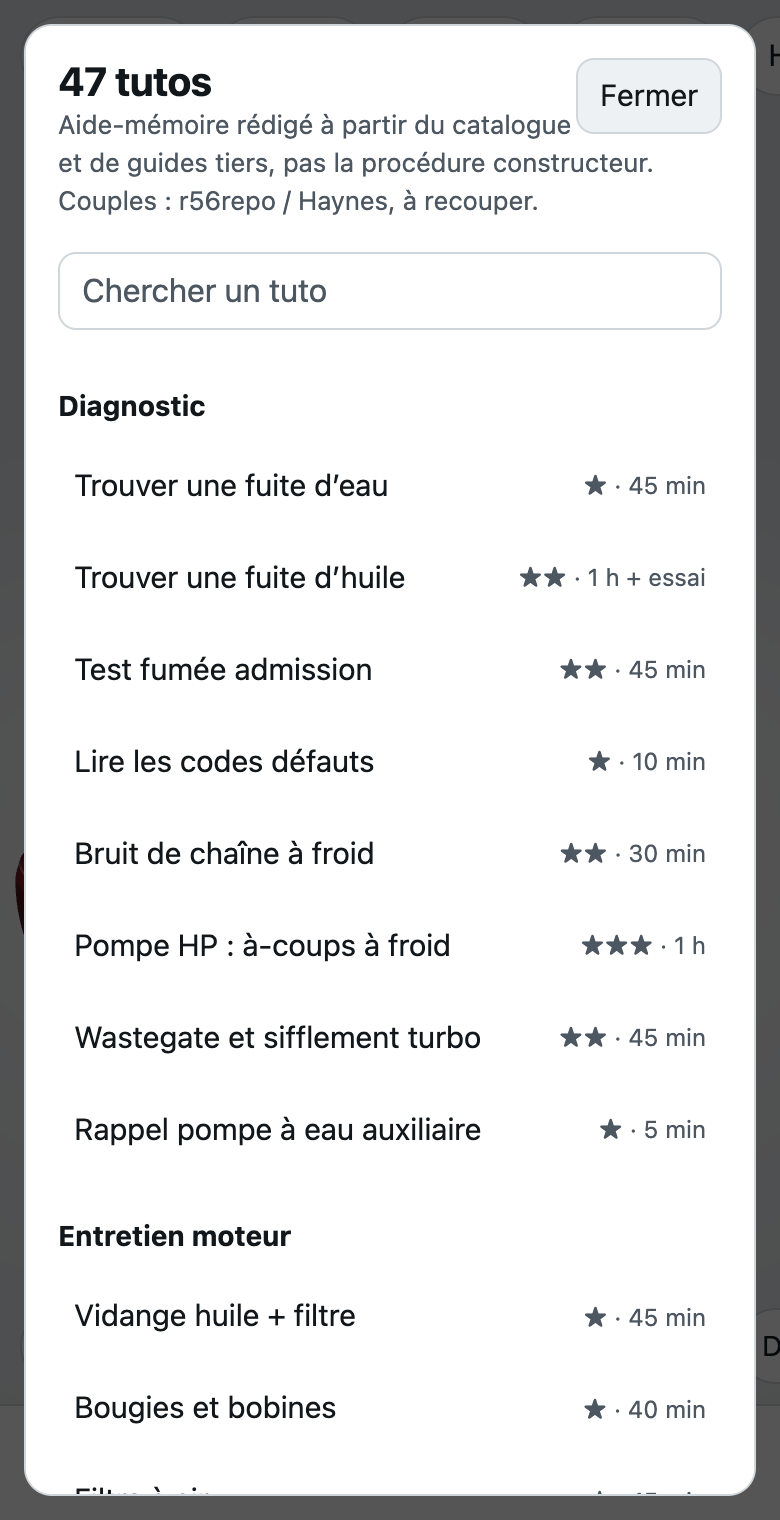 47 tutos
Fermer
Aide-mémoire rédigé à partir du catalogue
et de guides tiers, pas la procédure constructeur.
Couples : r56repo / Haynes, à recouper.
Chercher un tuto
Diagnostic
Trouver une fuite d’eau ★ · 45 min
Trouver une fuite d’huile ★★ · 1 h + essai
Test fumée admission ★★ · 45 min
Lire les codes défauts ★ · 10 min
Bruit de chaîne à froid ★★ · 30 min
Pompe HP : à-coups à froid ★★★ · 1 h
Wastegate et sifflement turbo ★★ · 45 min
Rappel pompe à eau auxiliaire ★ · 5 min
Entretien moteur
Vidange huile + filtre ★ · 45 min
Bougies et bobines ★ · 40 min